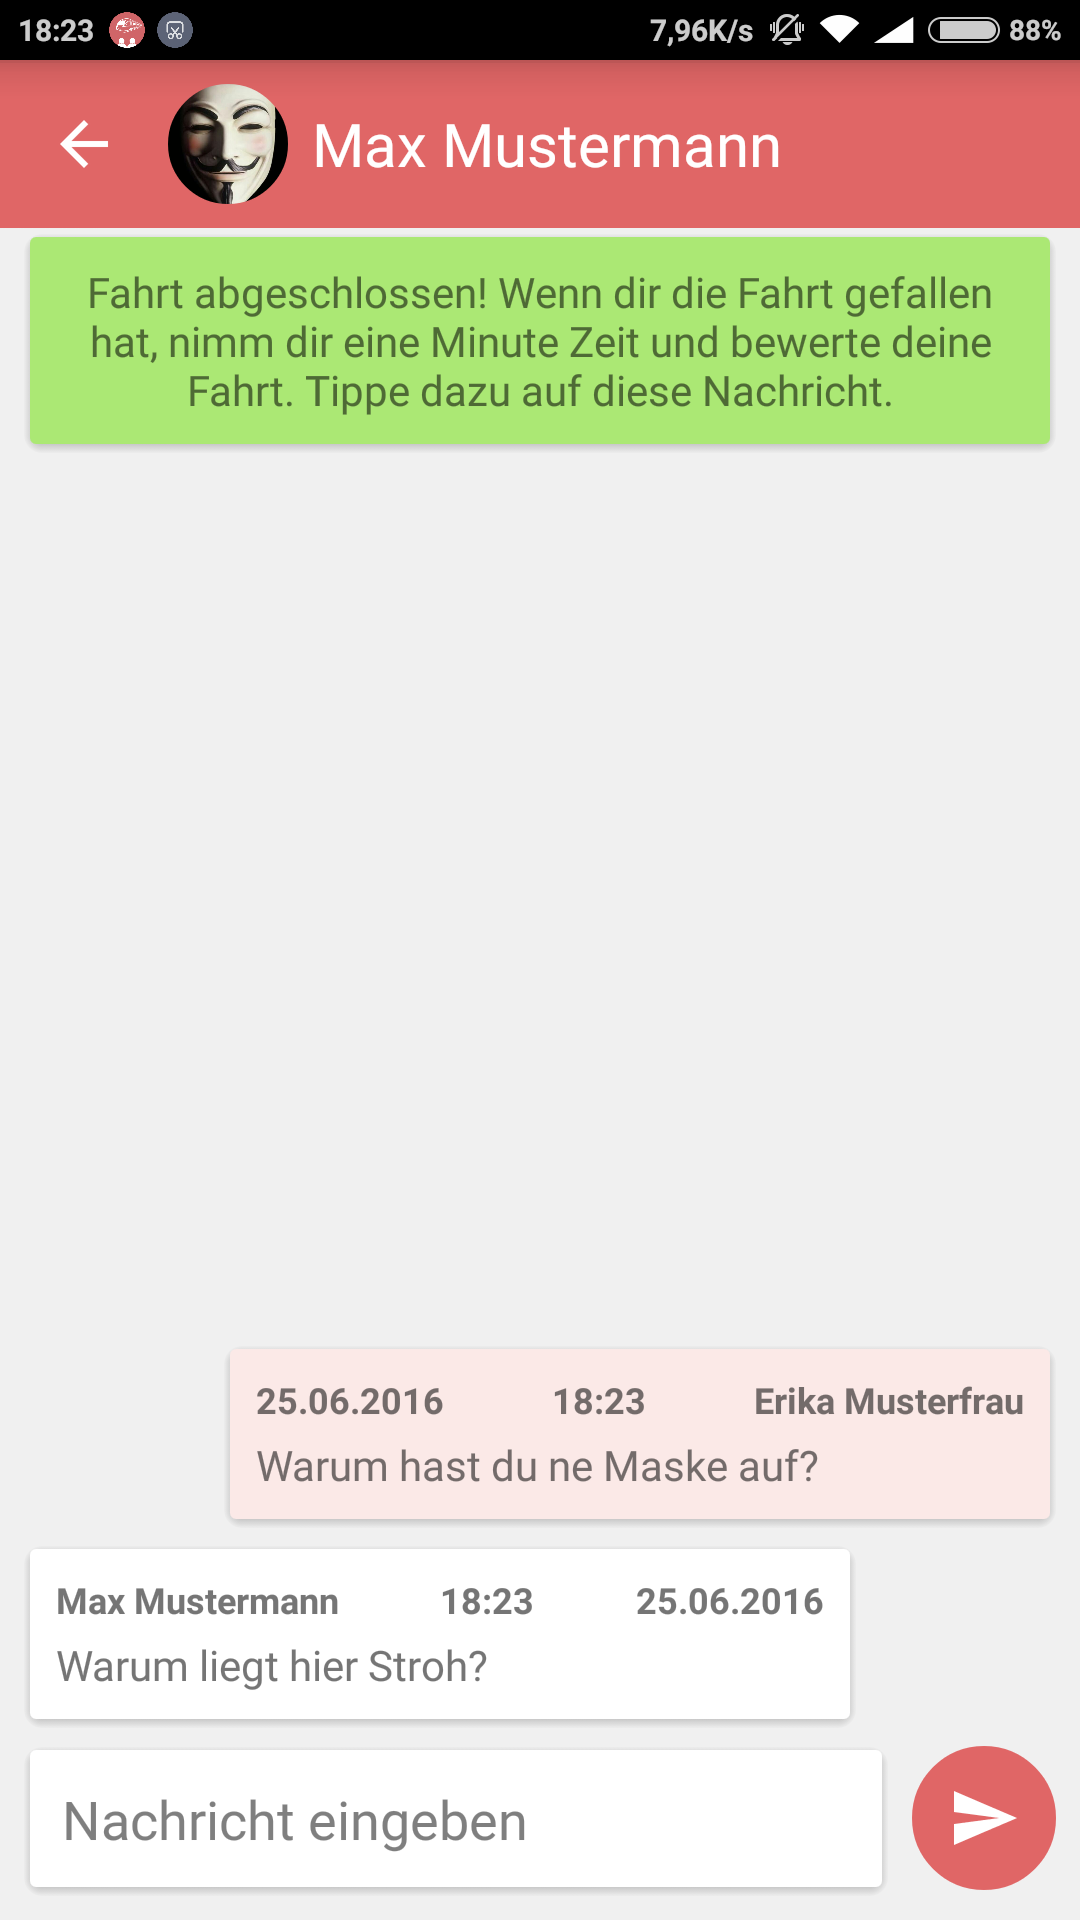 18:23 7,96K/s 88%
Max Mustermann
Fahrt abgeschlossen! Wenn dir die Fahrt gefallen
hat, nimm dir eine Minute Zeit und bewerte deine
Fahrt. Tippe dazu auf diese Nachricht.
25.06.2016 18:23 Erika Musterfrau
Warum hast du ne Maske auf?
Max Mustermann 18:23 25.06.2016
Warum liegt hier Stroh?
Nachricht eingeben